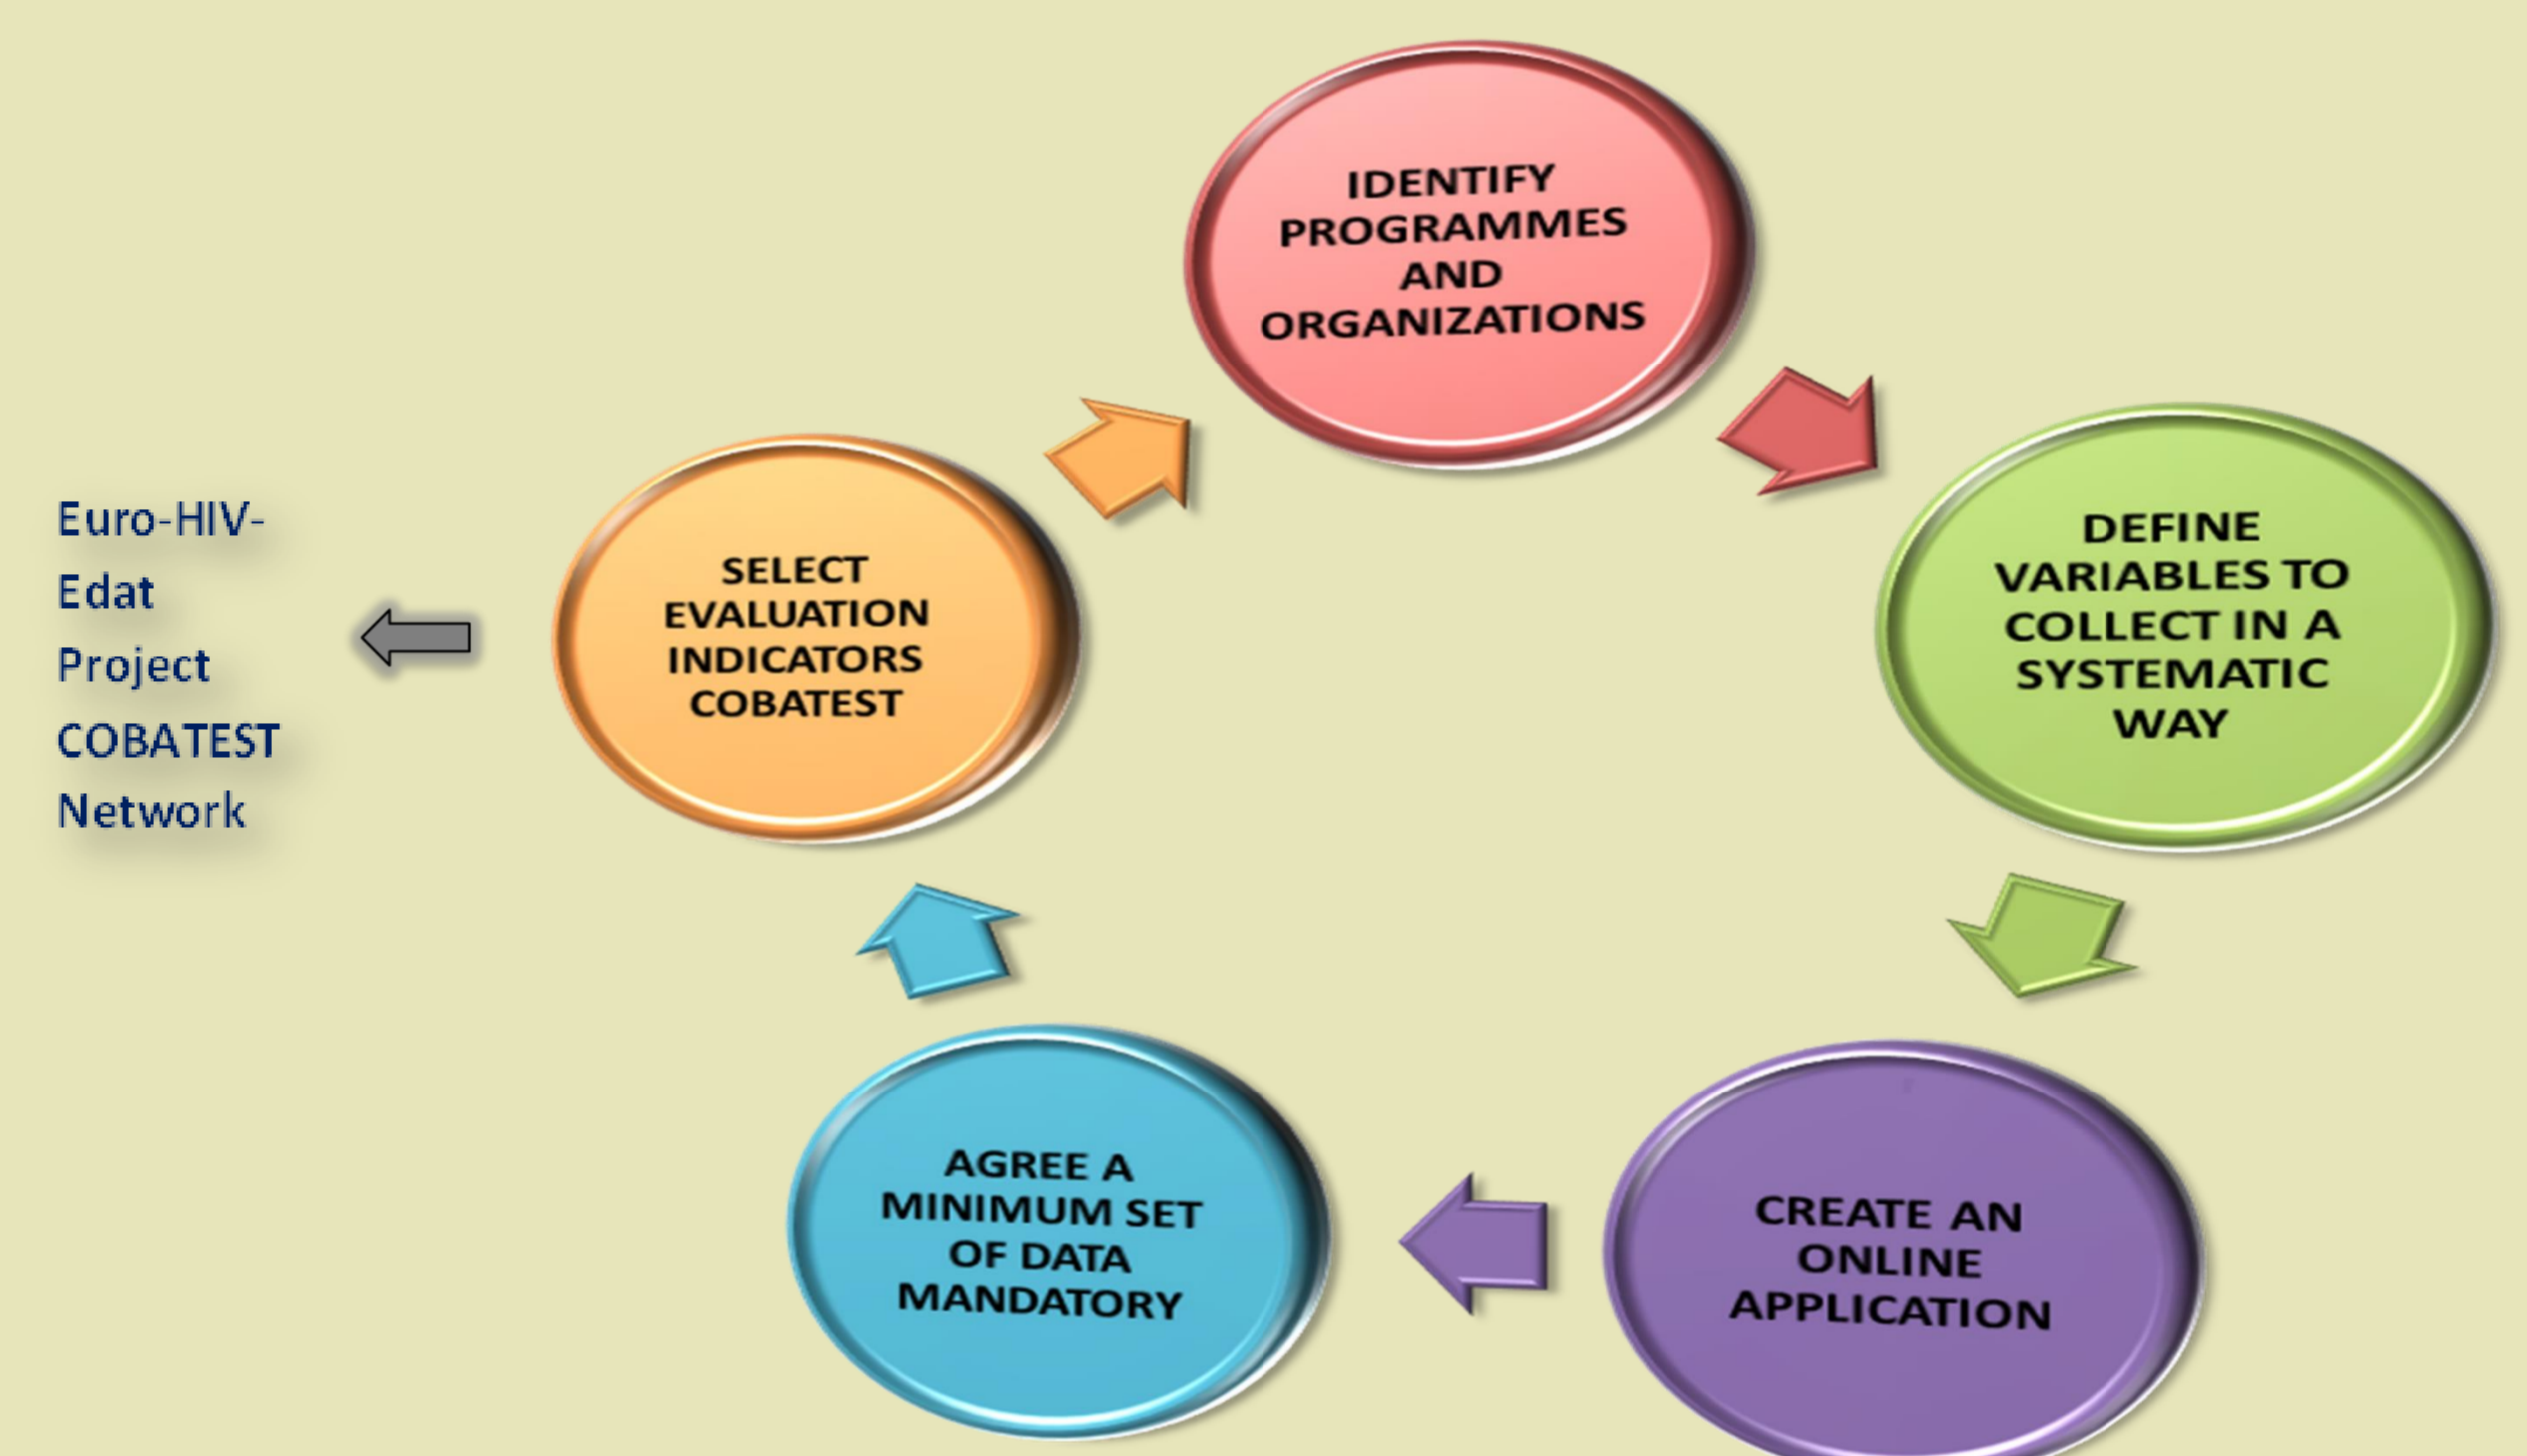 IDENTIFY
PROGRAMMES
AND
ORGANIZATIONS
DEFINE
VARIABLES TO
COLLECT IN A
SYSTEMATIC
WAY
CREATE AN
ONLINE
APPLICATION
AGREE A
MINIMUM SET
OF DATA
MANDATORY
SELECT
EVALUATION
INDICATORS
COBATEST
Euro-HIV-
Edat
Project
COBATEST
Network